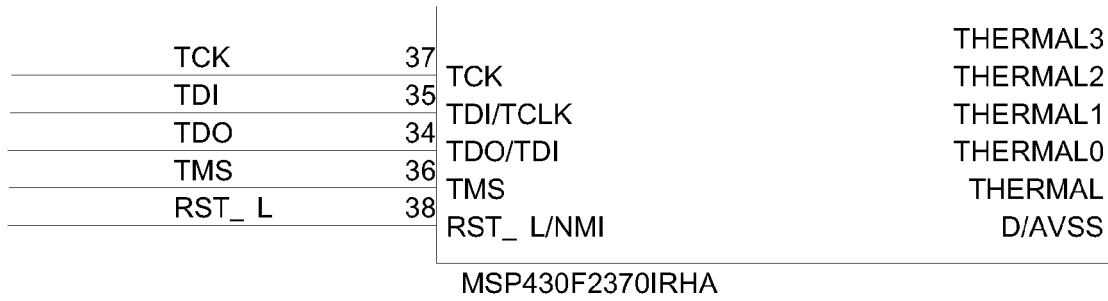 THERMAL3
TCK 37 TCK THERMAL2
TDI 35 TDI/TCLK THERMAL1
TDO 34 TDO/TDI THERMAL0
TMS 36 TMS THERMAL
RST_ L 38 RST_ L/NMI D/AVSS
MSP430F2370IRHA